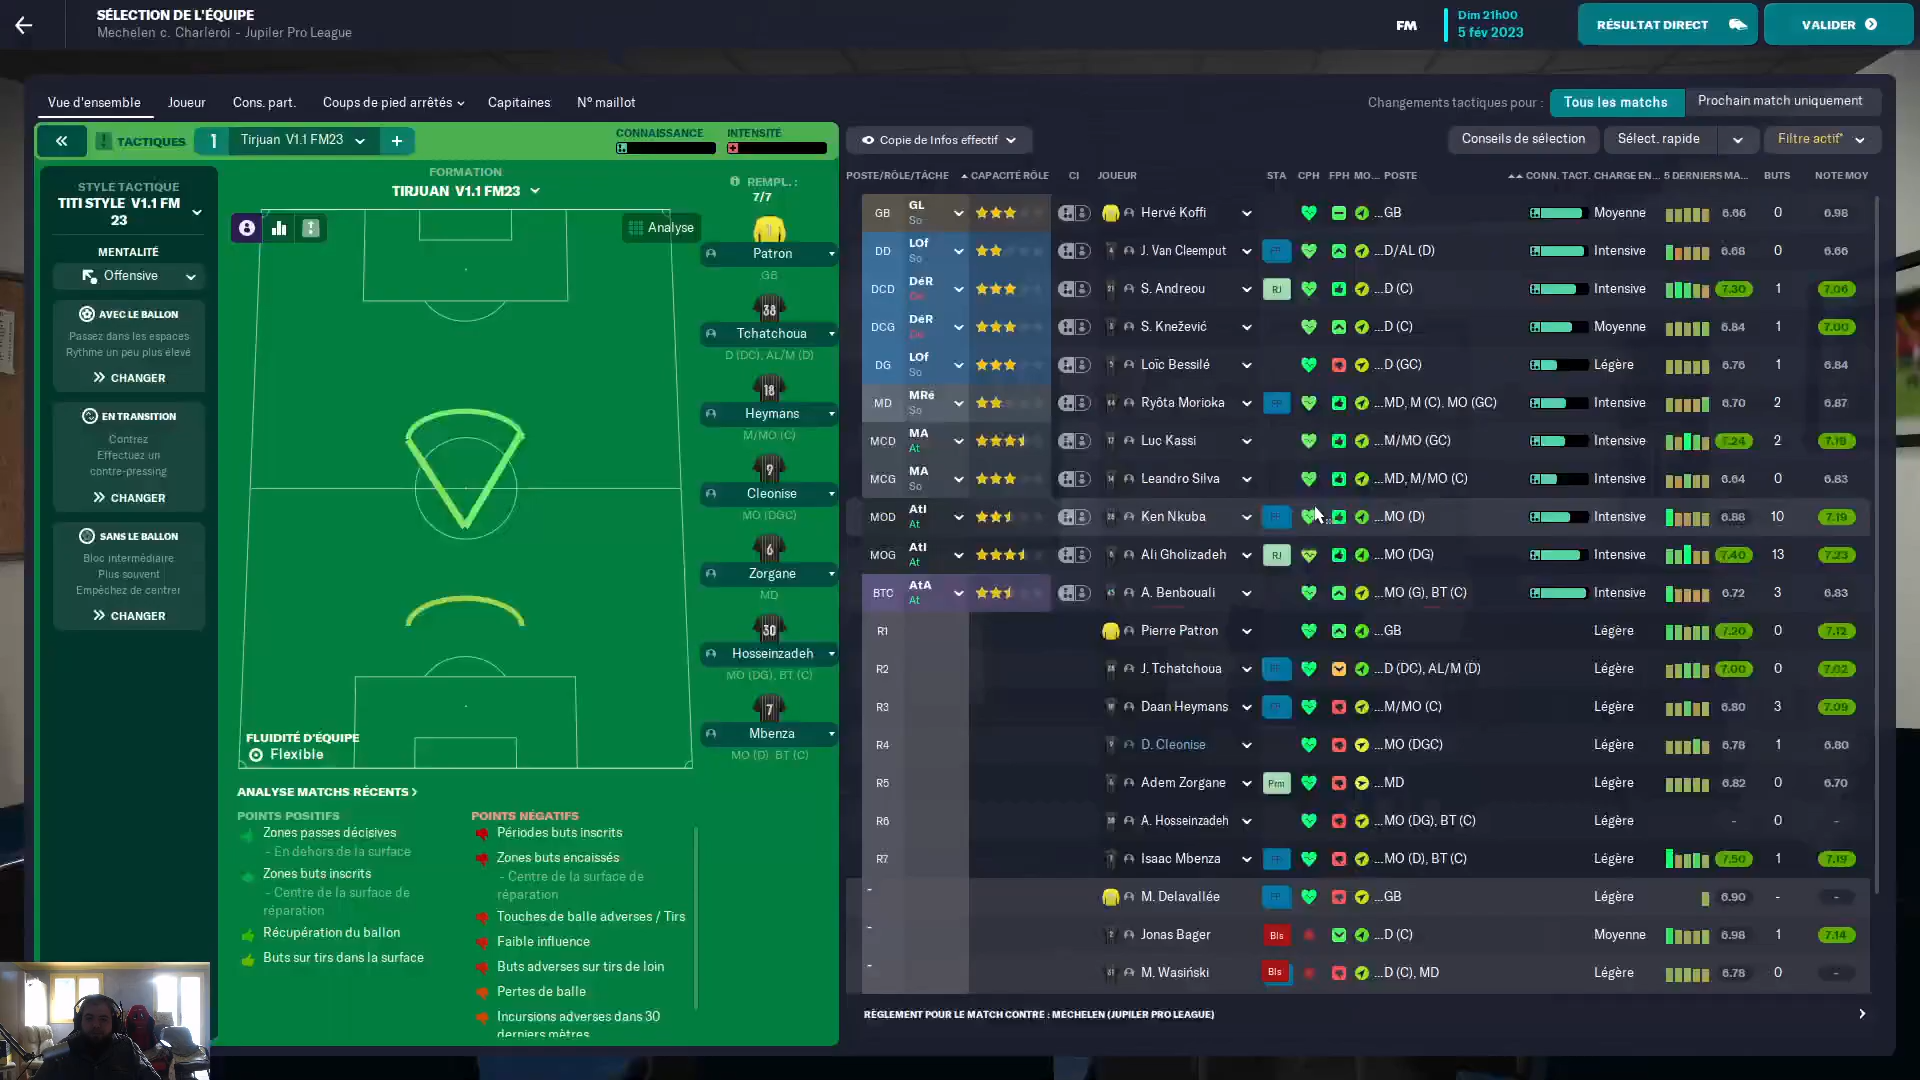 SÉLECTION DE L'ÉQUIPE
Mechelen c. Charleroi - Jupiler Pro League
FM
Dim 21h00
5 fév 2023
RÉSULTAT DIRECT
VALIDER
Vue d'ensemble
Joueur
Cons. part.
Coups de pied arrêtés
Capitaines
N° maillot
Changements tactiques pour :
Tous les matchs
Prochain match uniquement
TACTIQUES
1
Tirjuan V1.1 FM23
CONNAISSANCE
INTENSITÉ
Copie de Infos effectif
Conseils de sélection
Sélect. rapide
Filtre actif*
STYLE TACTIQUE
TITI STYLE V1.1 FM
23
MENTALITÉ
Offensive
AVEC LE BALLON
Passez dans les espaces
Rythme un peu plus élevé
CHANGER
EN TRANSITION
Contrez
Effectuez un
contre-pressing
CHANGER
SANS LE BALLON
Bloc intermédiaire
Plus souvent
Empêchez de centrer
CHANGER
FORMATION
TIRJUAN V1.1 FM23
Analyse
FLUIDITÉ D'ÉQUIPE
Flexible
REMPL. :
7/7
1
Patron
GB
38
Tchatchoua
D (DC), AL/M (D)
18
Heymans
M/MO (C)
9
Cleonise
MO (DGC)
6
Zorgane
MD
30
Hosseinzadeh
MO (DG), BT (C)
7
Mbenza
MO (D) BT (C)
ANALYSE MATCHS RÉCENTS
POINTS POSITIFS
Zones passes décisives
- En dehors de la surface
Zones buts inscrits
- Centre de la surface de
réparation
Récupération du ballon
Buts sur tirs dans la surface
POINTS NÉGATIFS
Périodes buts inscrits
Zones buts encaissés
- Centre de la surface de
réparation
Touches de balle adverses / Tirs
Faible influence
Buts adverses sur tirs de loin
Pertes de balle
Incursions adverses dans 30
derniers mètres
POSTE/RÔLE/TÂCHE CAPACITÉ RÔLE CI JOUEUR STA CPH FPH MO... POSTE CONN. TACT. CHARGE EN... 5 DERNIERS MA... BUTS NOTE MOY
GB GL So Hervé Koffi ...GB Moyenne 6.66 0 6.98
DD LOf So J. Van Cleemput ...D/AL (D) Intensive 6.68 0 6.66
DCD DéR De S. Andreou RJ ...D (C) Intensive 7.30 1 7.06
DCG DéR De S. Knežević ...D (C) Moyenne 6.84 1 7.00
DG LOf So Loïc Bessilé ...D (GC) Légère 6.76 1 6.84
MD MRé So Ryôta Morioka ...MD, M (C), MO (GC) Intensive 6.70 2 6.87
MCD MA At Luc Kassi ...M/MO (GC) Intensive 7.24 2 7.19
MCG MA So Leandro Silva ...MD, M/MO (C) Intensive 6.64 0 6.83
MOD AtI At Ken Nkuba ...MO (D) Intensive 6.88 10 7.19
MOG AtI At Ali Gholizadeh RJ ...MO (DG) Intensive 7.40 13 7.23
BTC AtA At A. Benbouali ...MO (G), BT (C) Intensive 6.72 3 6.83
R1 Pierre Patron ...GB Légère 7.20 0 7.12
R2 J. Tchatchoua ...D (DC), AL/M (D) Légère 7.00 0 7.02
R3 Daan Heymans ...M/MO (C) Légère 6.80 3 7.09
R4 D. Cleonise ...MO (DGC) Légère 6.78 1 6.80
R5 Adem Zorgane Prm ...MD Légère 6.82 0 6.70
R6 A. Hosseinzadeh ...MO (DG), BT (C) Légère - 0 -
R7 Isaac Mbenza ...MO (D), BT (C) Légère 7.50 1 7.19
- M. Delavallée ...GB Légère 6.90 - -
- Jonas Bager Bls ...D (C) Moyenne 6.98 1 7.14
- M. Wasiński Bls ...D (C), MD Légère 6.78 0 -
RÈGLEMENT POUR LE MATCH CONTRE : MECHELEN (JUPILER PRO LEAGUE)